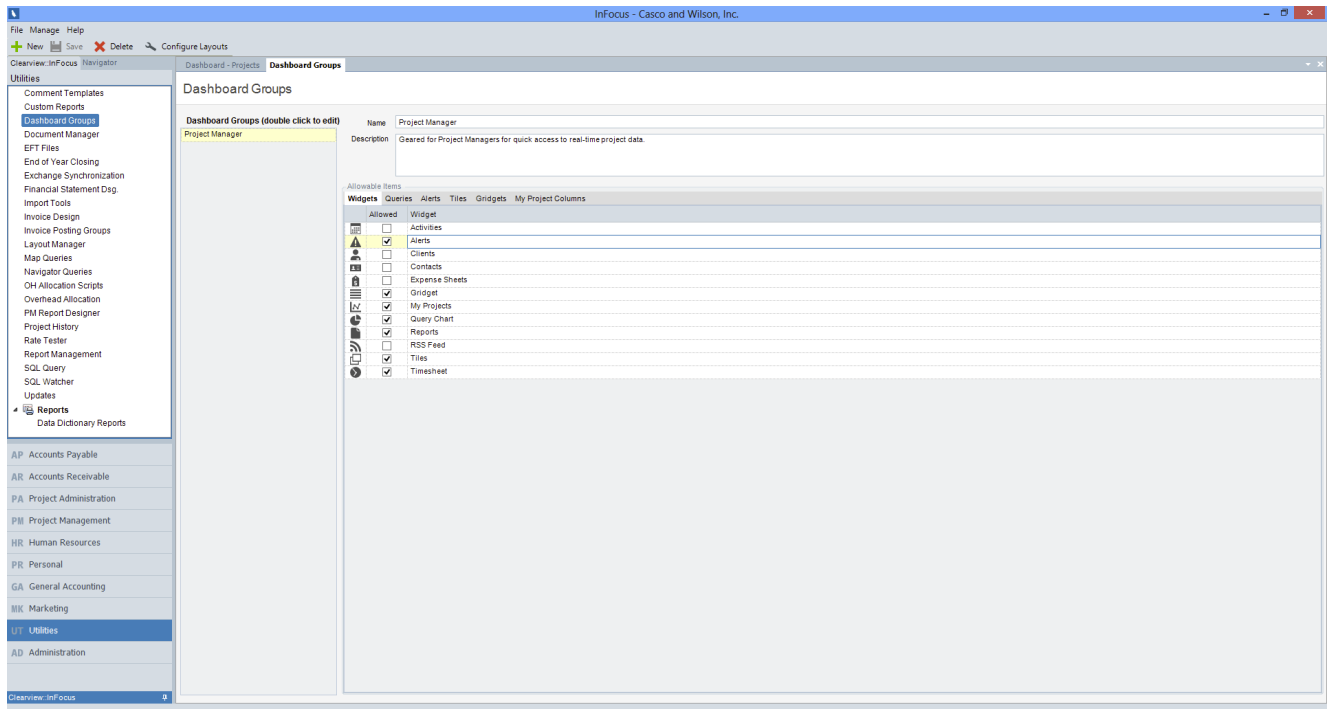 InFocus - Casco and Wilson, Inc.
File Manage Help
New Save Delete Configure Layouts
Clearview::InFocus Navigator
Utilities
Comment Templates
Custom Reports
Dashboard Groups
Document Manager
EFT Files
End of Year Closing
Exchange Synchronization
Financial Statement Dsg.
Import Tools
Invoice Design
Invoice Posting Groups
Layout Manager
Map Queries
Navigator Queries
OH Allocation Scripts
Overhead Allocation
PM Report Designer
Project History
Rate Tester
Report Management
SQL Query
SQL Watcher
Updates
Reports
Data Dictionary Reports
AP Accounts Payable
AR Accounts Receivable
PA Project Administration
PM Project Management
HR Human Resources
PR Personal
GA General Accounting
MK Marketing
UT Utilities
AD Administration
Clearview::InFocus
Dashboard - Projects Dashboard Groups
Dashboard Groups
Dashboard Groups (double click to edit)
Project Manager
Name Project Manager
Description Geared for Project Managers for quick access to real-time project data.
Allowable Items
Widgets Queries Alerts Tiles Gridgets My Project Columns
Allowed Widget
Activities
Alerts
Clients
Contacts
Expense Sheets
Gridget
My Projects
Query Chart
Reports
RSS Feed
Tiles
Timesheet